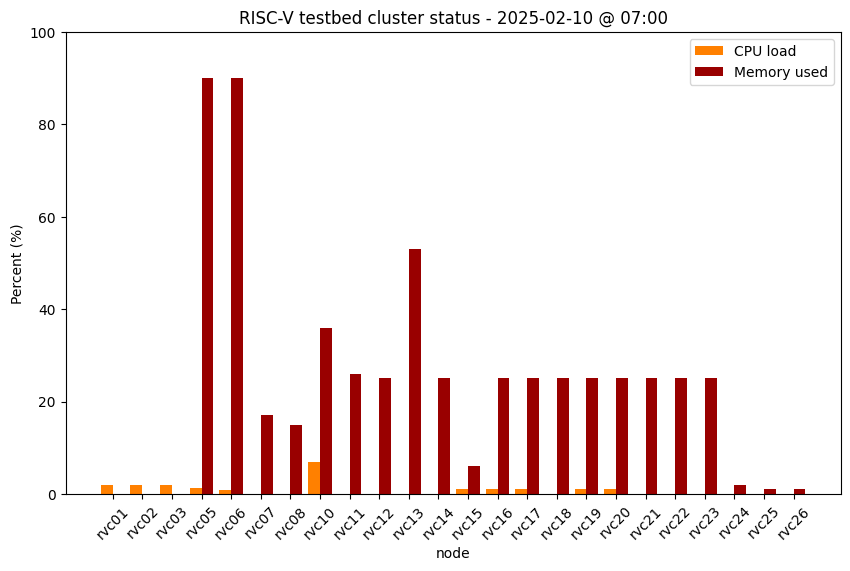 RISC-V testbed cluster status - 2025-02-10 @ 07:00
CPU load
Memory used
Percent (%)
100
80
60
40
20
0
rvc01
rvc02
rvc03
rvc05
rvc06
rvc07
rvc08
rvc10
rvc11
rvc12
rvc13
rvc14
rvc15
rvc16
rvc17
rvc18
rvc19
rvc20
rvc21
rvc22
rvc23
rvc24
rvc25
rvc26
node